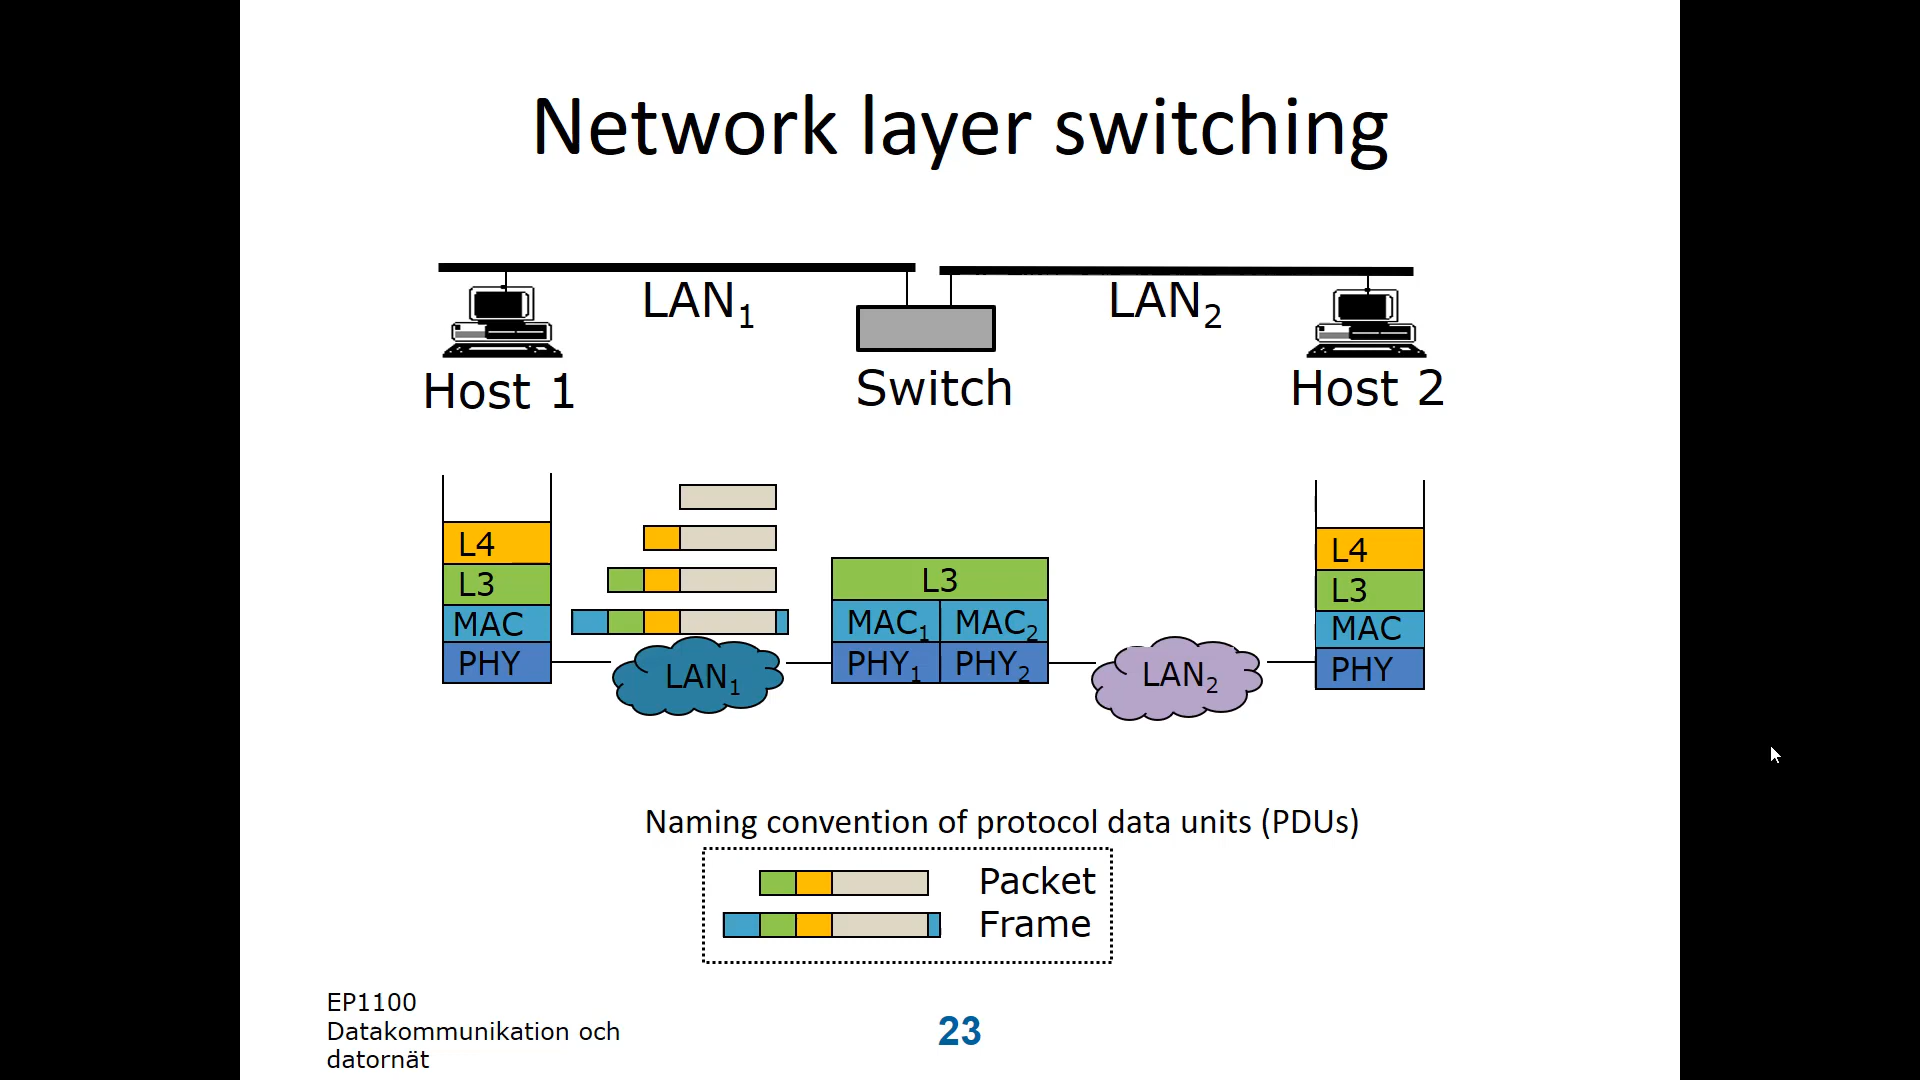 Network layer switching
LAN1
LAN2
Host 1
Switch
Host 2
L4
L3
MAC
PHY
LAN1
L3
MAC1
MAC2
PHY1
PHY2
LAN2
L4
L3
MAC
PHY
Naming convention of protocol data units (PDUs)
Packet
Frame
EP1100
Datakommunikation och
datornät
23